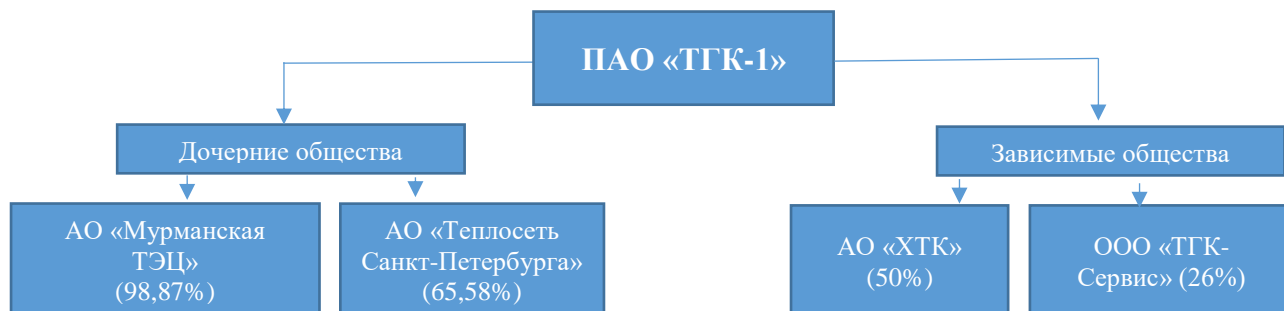 ПАО «ТГК-1»
Дочерние общества
Зависимые общества
АО «Мурманская
ТЭЦ»
(98,87%)
АО «Теплосеть
Санкт-Петербурга»
(65,58%)
АО «ХТК»
(50%)
ООО «ТГК-
Сервис» (26%)